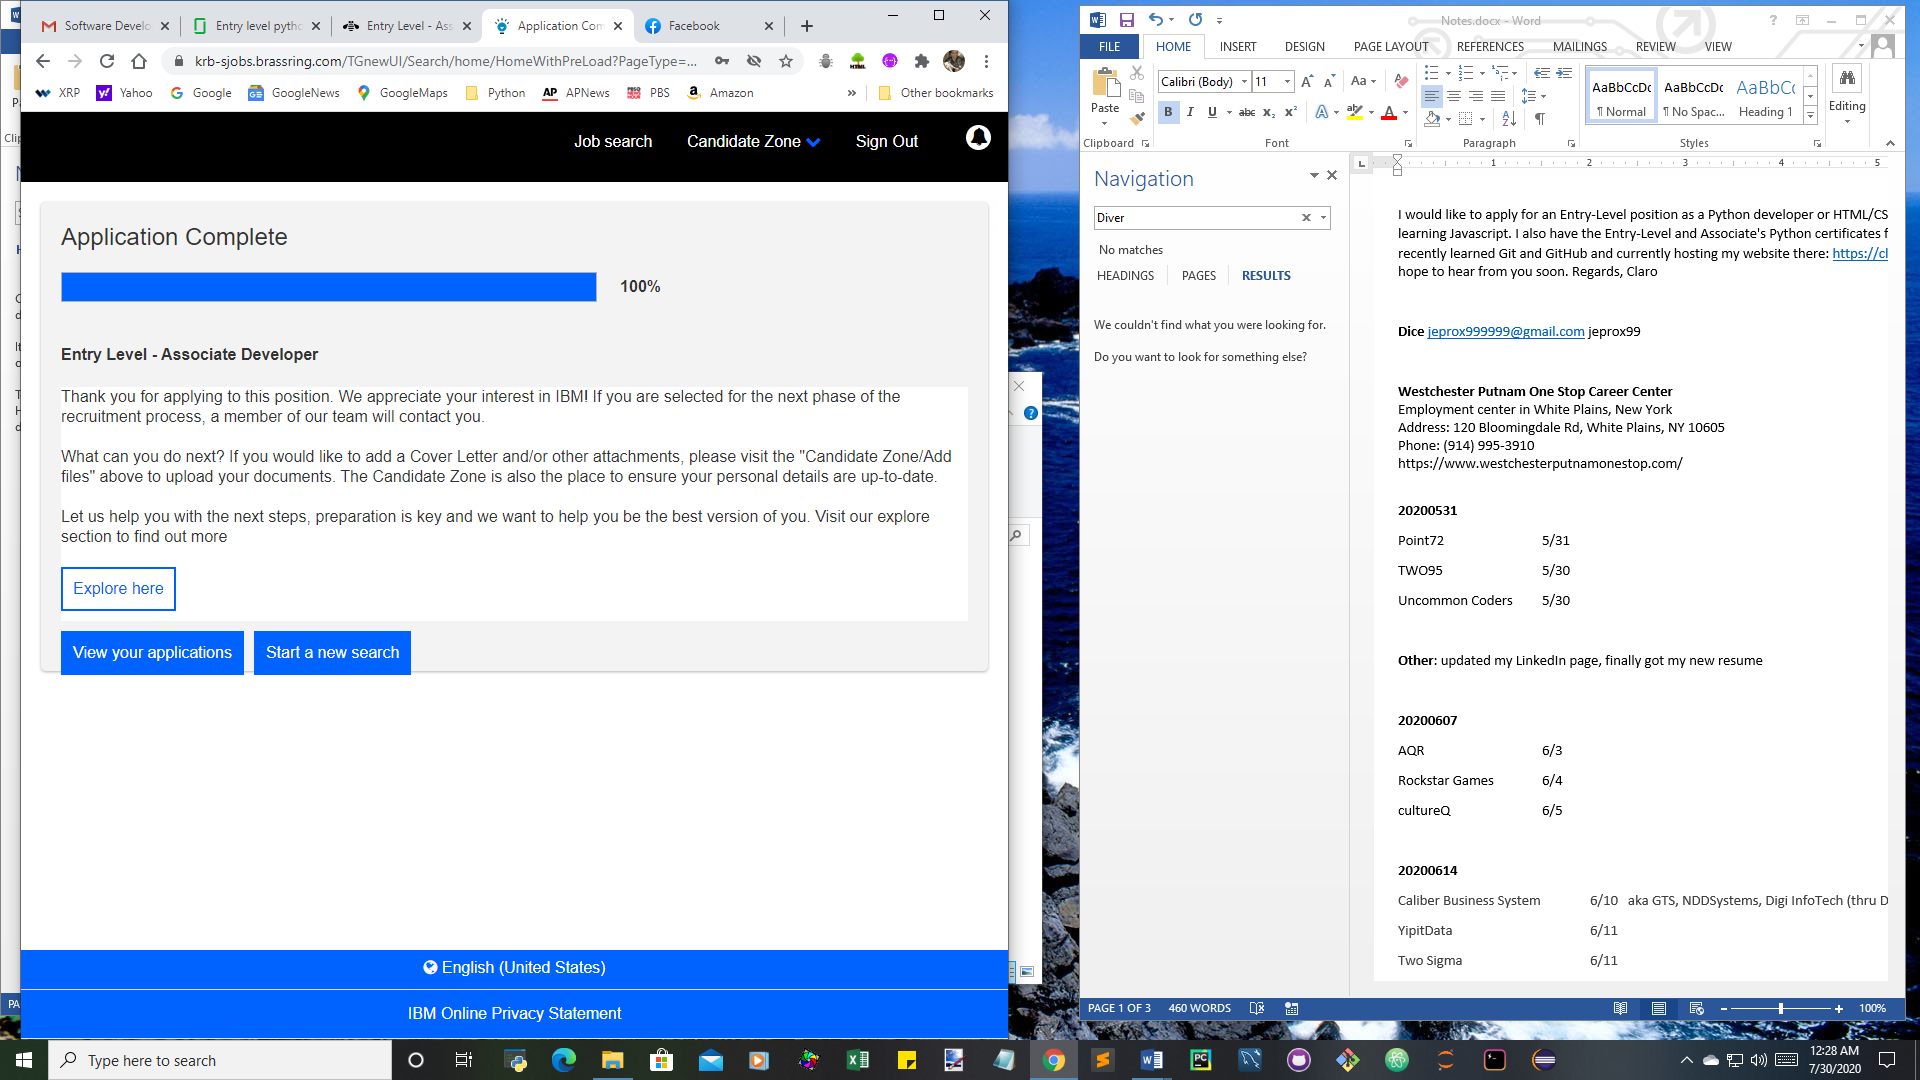 Software Develo
Entry level pytho
Entry Level - Ass
Application Com
Facebook
krb-sjobs.brassring.com/TGnewUI/Search/home/HomeWithPreLoad?PageType=...
XRP Yahoo Google GoogleNews GoogleMaps Python APNews PBS Amazon » Other bookmarks
Job search Candidate Zone Sign Out
Application Complete
100%
Entry Level - Associate Developer
Thank you for applying to this position. We appreciate your interest in IBM! If you are selected for the next phase of the
recruitment process, a member of our team will contact you.
What can you do next? If you would like to add a Cover Letter and/or other attachments, please visit the "Candidate Zone/Add
files" above to upload your documents. The Candidate Zone is also the place to ensure your personal details are up-to-date.
Let us help you with the next steps, preparation is key and we want to help you be the best version of you. Visit our explore
section to find out more
Explore here
View your applications Start a new search
English (United States)
IBM Online Privacy Statement
Notes.docx - Word
FILE HOME INSERT DESIGN PAGE LAYOUT REFERENCES MAILINGS REVIEW VIEW
Paste
Calibri (Body) 11
AaBbCcDc AaBbCcDc AaBbCc
¶ Normal ¶ No Spac... Heading 1
Editing
Clipboard Font Paragraph Styles
Navigation
Diver
No matches
HEADINGS PAGES RESULTS
We couldn't find what you were looking for.
Do you want to look for something else?
1 2 3 4 5
I would like to apply for an Entry-Level position as a Python developer or HTML/CS
learning Javascript. I also have the Entry-Level and Associate's Python certificates f
recently learned Git and GitHub and currently hosting my website there: https://cl
hope to hear from you soon. Regards, Claro
Dice jeprox999999@gmail.com jeprox99
Westchester Putnam One Stop Career Center
Employment center in White Plains, New York
Address: 120 Bloomingdale Rd, White Plains, NY 10605
Phone: (914) 995-3910
https://www.westchesterputnamonestop.com/
20200531
Point72 5/31
TWO95 5/30
Uncommon Coders 5/30
Other: updated my LinkedIn page, finally got my new resume
20200607
AQR 6/3
Rockstar Games 6/4
cultureQ 6/5
20200614
Caliber Business System 6/10 aka GTS, NDDSystems, Digi InfoTech (thru D
YipitData 6/11
Two Sigma 6/11
PAGE 1 OF 3 460 WORDS 100%
Type here to search
12:28 AM
7/30/2020